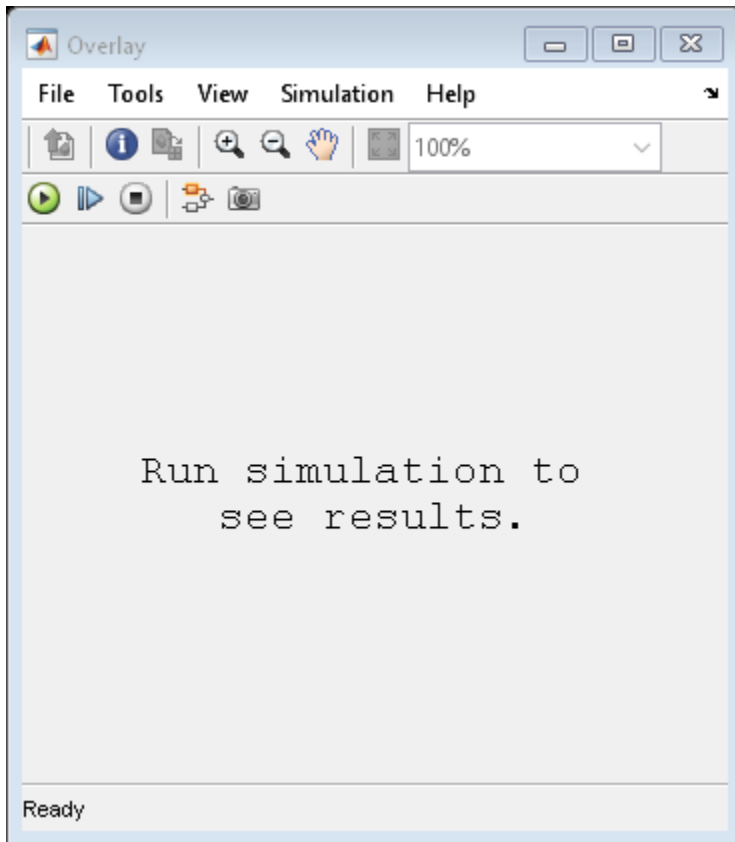 Overlay
File Tools View Simulation Help
100%
Run simulation to
see results.
Ready